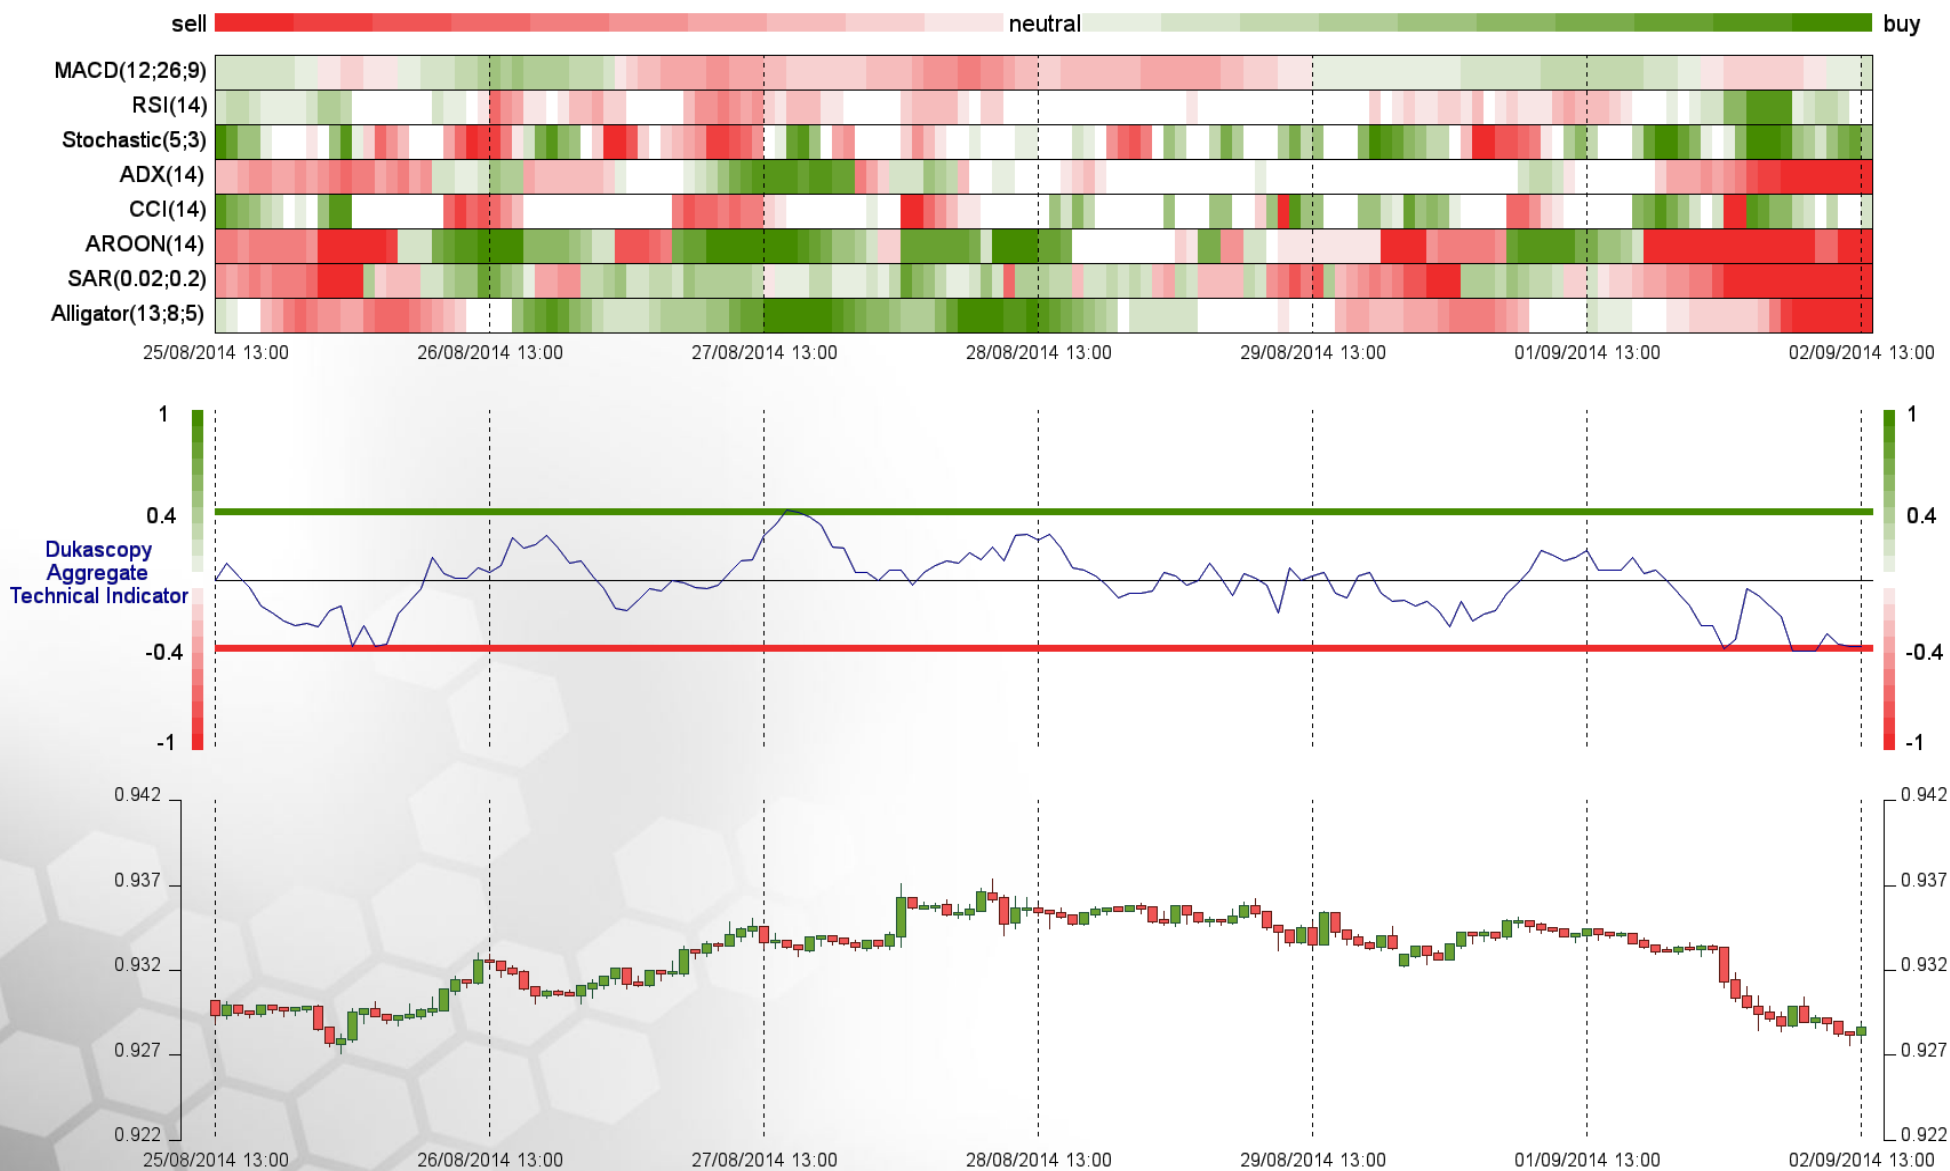 sell neutral buy
MACD(12;26;9)
RSI(14)
Stochastic(5;3)
ADX(14)
CCI(14)
AROON(14)
SAR(0.02;0.2)
Alligator(13;8;5)
25/08/2014 13:00 26/08/2014 13:00 27/08/2014 13:00 28/08/2014 13:00 29/08/2014 13:00 01/09/2014 13:00 02/09/2014 13:00
1 1
0.4 0.4
Dukascopy
Aggregate
Technical Indicator
-0.4 -0.4
-1 -1
0.942 0.942
0.937 0.937
0.932 0.932
0.927 0.927
0.922 0.922
25/08/2014 13:00 26/08/2014 13:00 27/08/2014 13:00 28/08/2014 13:00 29/08/2014 13:00 01/09/2014 13:00 02/09/2014 13:00